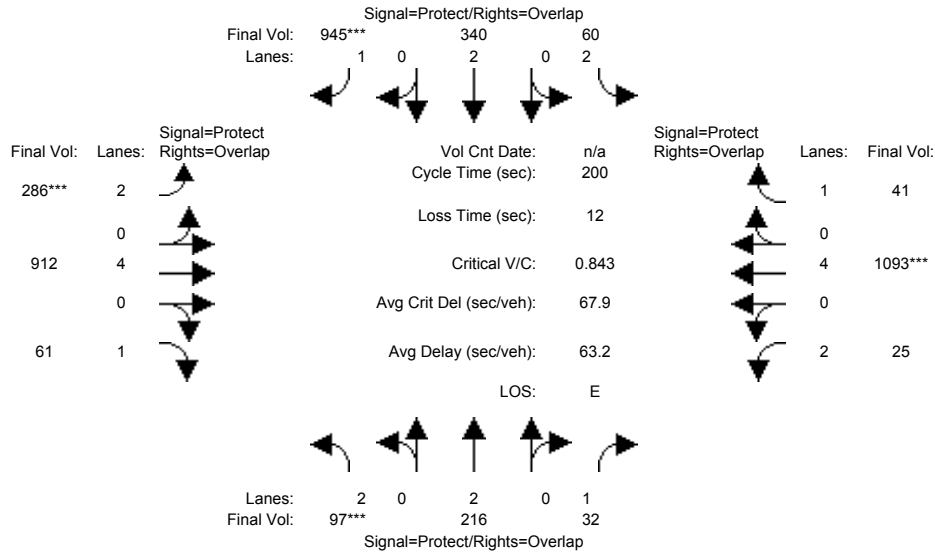 Signal=Protect/Rights=Overlap
Final Vol: 945*** 340 60
Lanes: 1 0 2 0 2
Signal=Protect
Final Vol: Lanes: Rights=Overlap
Vol Cnt Date: n/a
Signal=Protect
Rights=Overlap Lanes: Final Vol:
Cycle Time (sec): 200
286*** 2
1 41
Loss Time (sec): 12
0
0
912 4
Critical V/C: 0.843
4 1093***
0
Avg Crit Del (sec/veh): 67.9
0
61 1
Avg Delay (sec/veh): 63.2
2 25
LOS: E
Lanes: 2 0 2 0 1
Final Vol: 97*** 216 32
Signal=Protect/Rights=Overlap